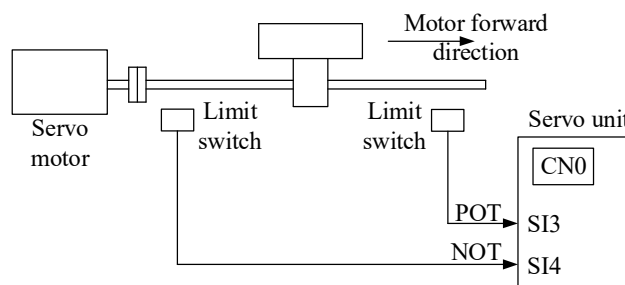 Motor forward
direction
Servo
motor
Limit
switch
Limit
switch
Servo unit
CN0
POT
SI3
NOT
SI4